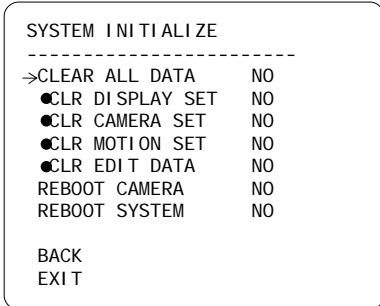 SYSTEM INITIALIZE
------------------------
→CLEAR ALL DATA NO
●CLR DISPLAY SET NO
●CLR CAMERA SET NO
●CLR MOTION SET NO
●CLR EDIT DATA NO
REBOOT CAMERA NO
REBOOT SYSTEM NO
BACK
EXIT